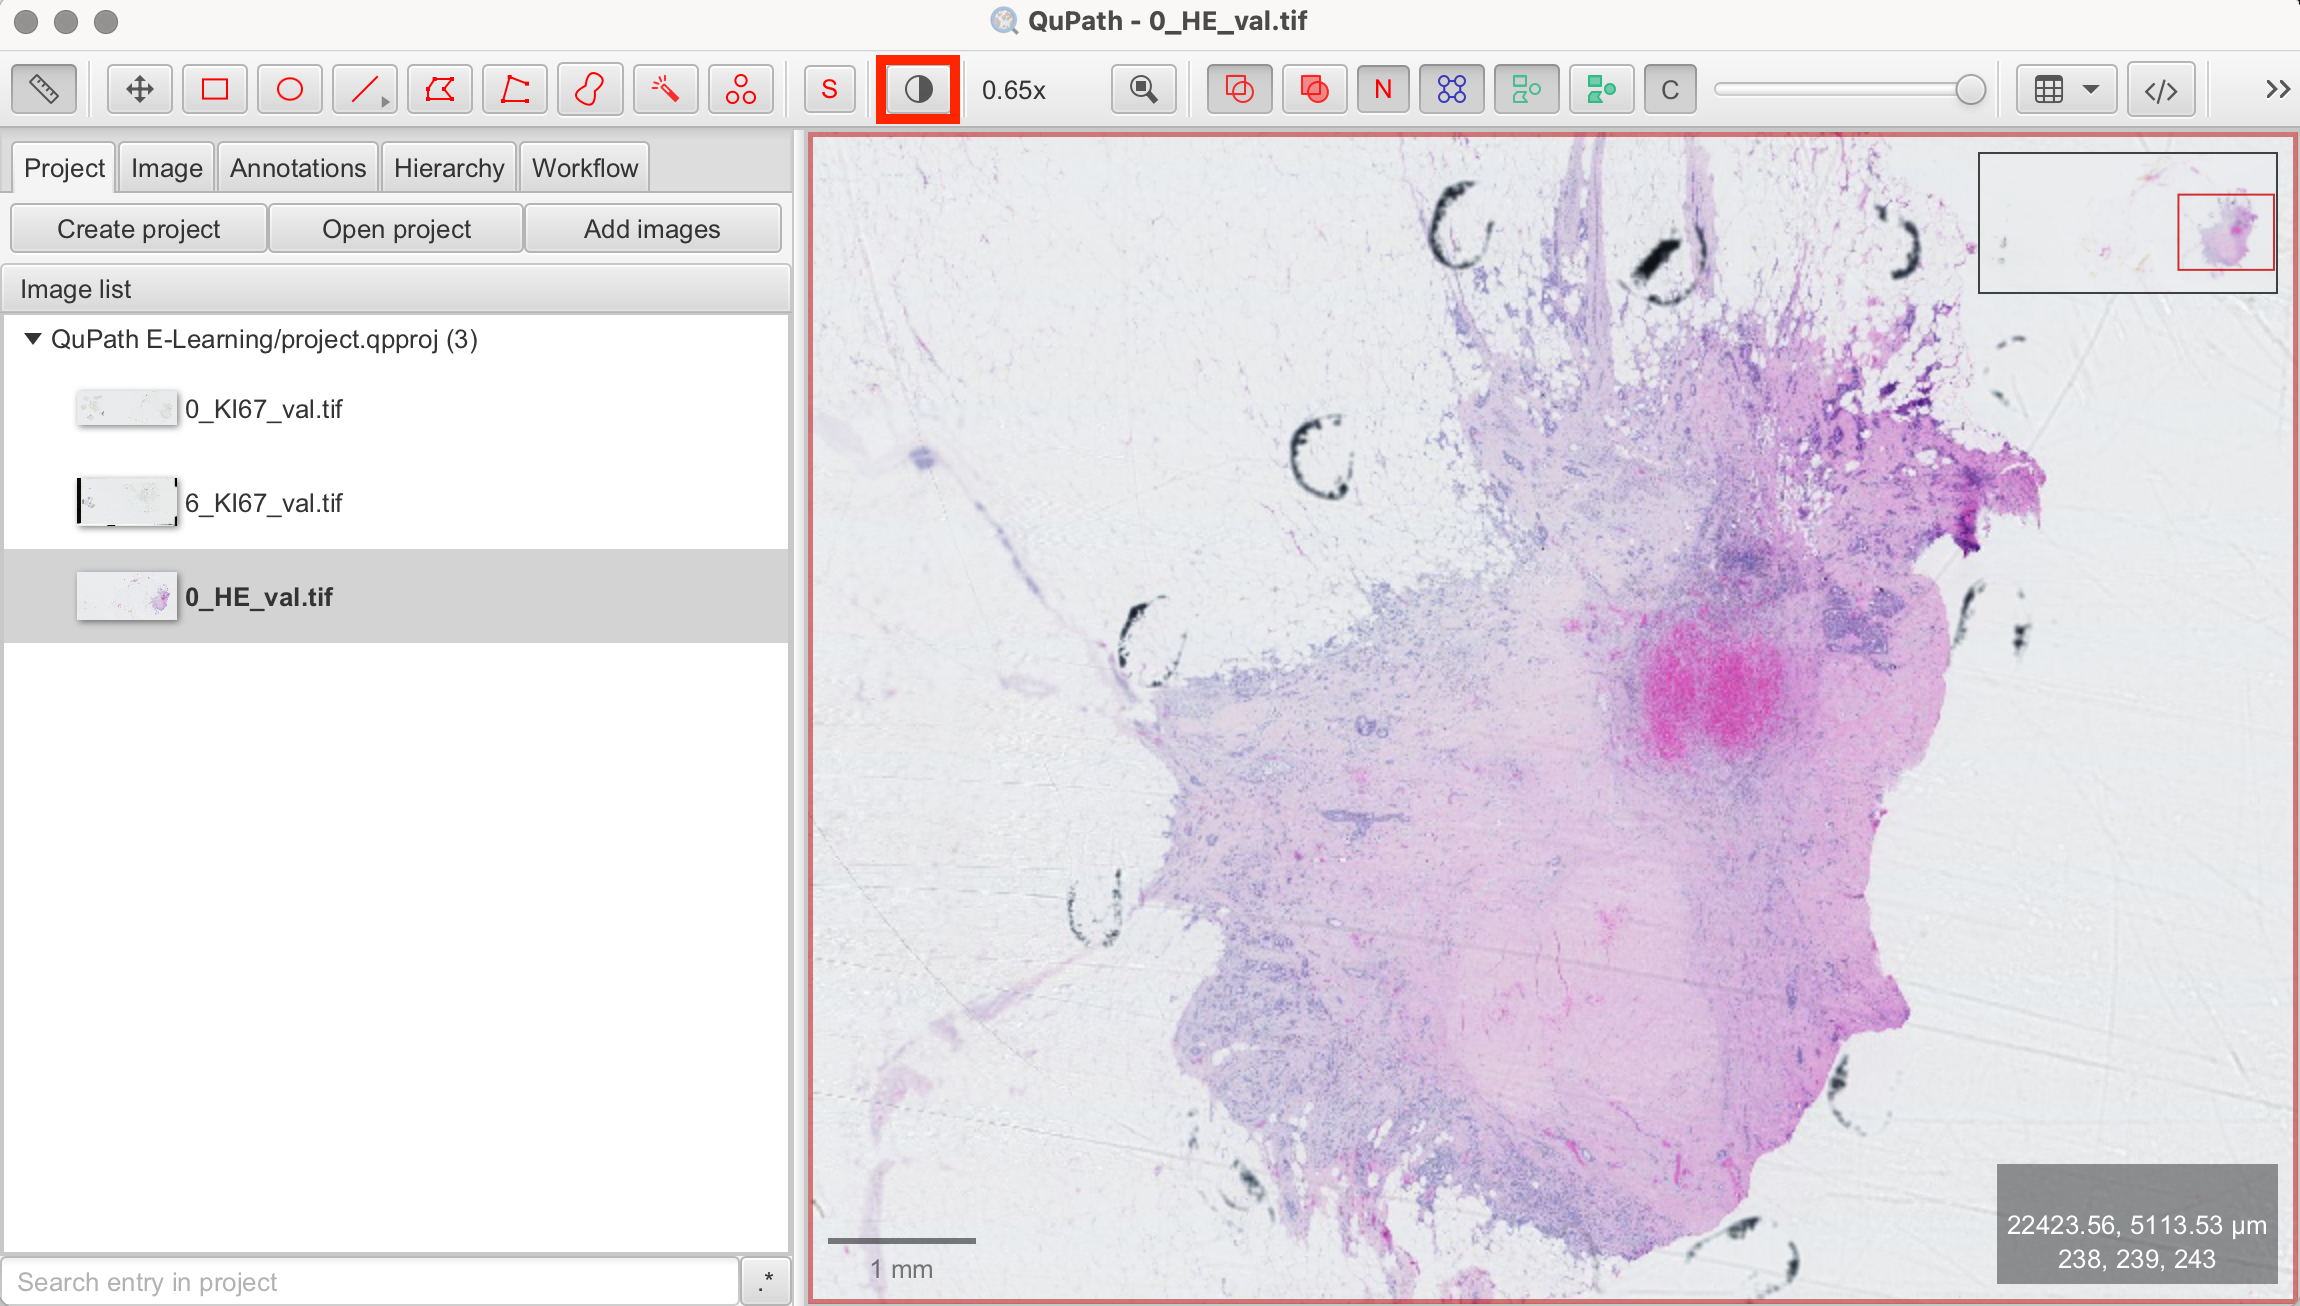 QuPath - 0_HE_val.tif
S
0.65x
N
C
</>
Project
Image
Annotations
Hierarchy
Workflow
Create project
Open project
Add images
Image list
QuPath E-Learning/project.qpproj (3)
0_KI67_val.tif
6_KI67_val.tif
0_HE_val.tif
Search entry in project
.*
1 mm
22423.56, 5113.53 µm
238, 239, 243